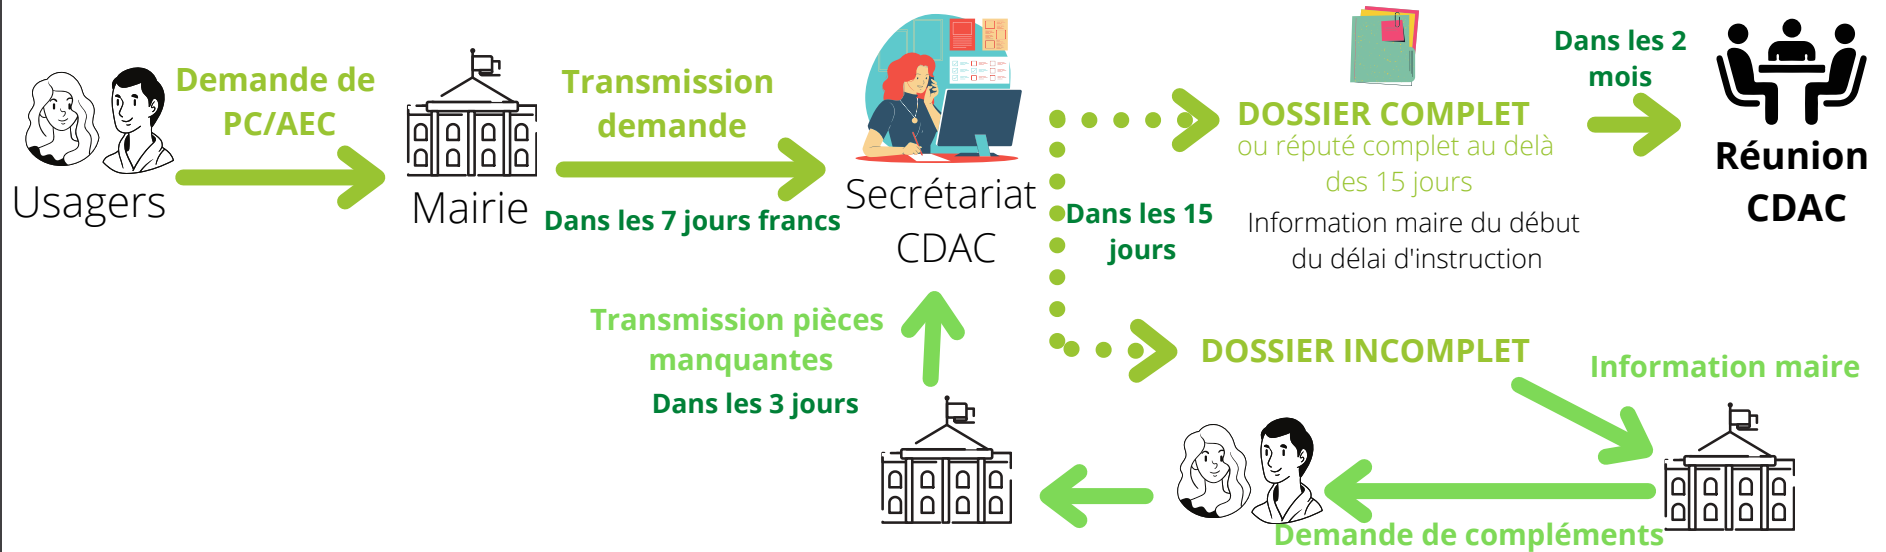 Usagers
Demande de
PC/AEC
Mairie
Transmission
demande
Dans les 7 jours francs
Secrétariat
CDAC
Dans les 15
jours
DOSSIER COMPLET
ou réputé complet au delà
des 15 jours
Information maire du début
du délai d'instruction
Dans les 2
mois
Réunion
CDAC
DOSSIER INCOMPLET
Information maire
Demande de compléments
Transmission pièces
manquantes
Dans les 3 jours